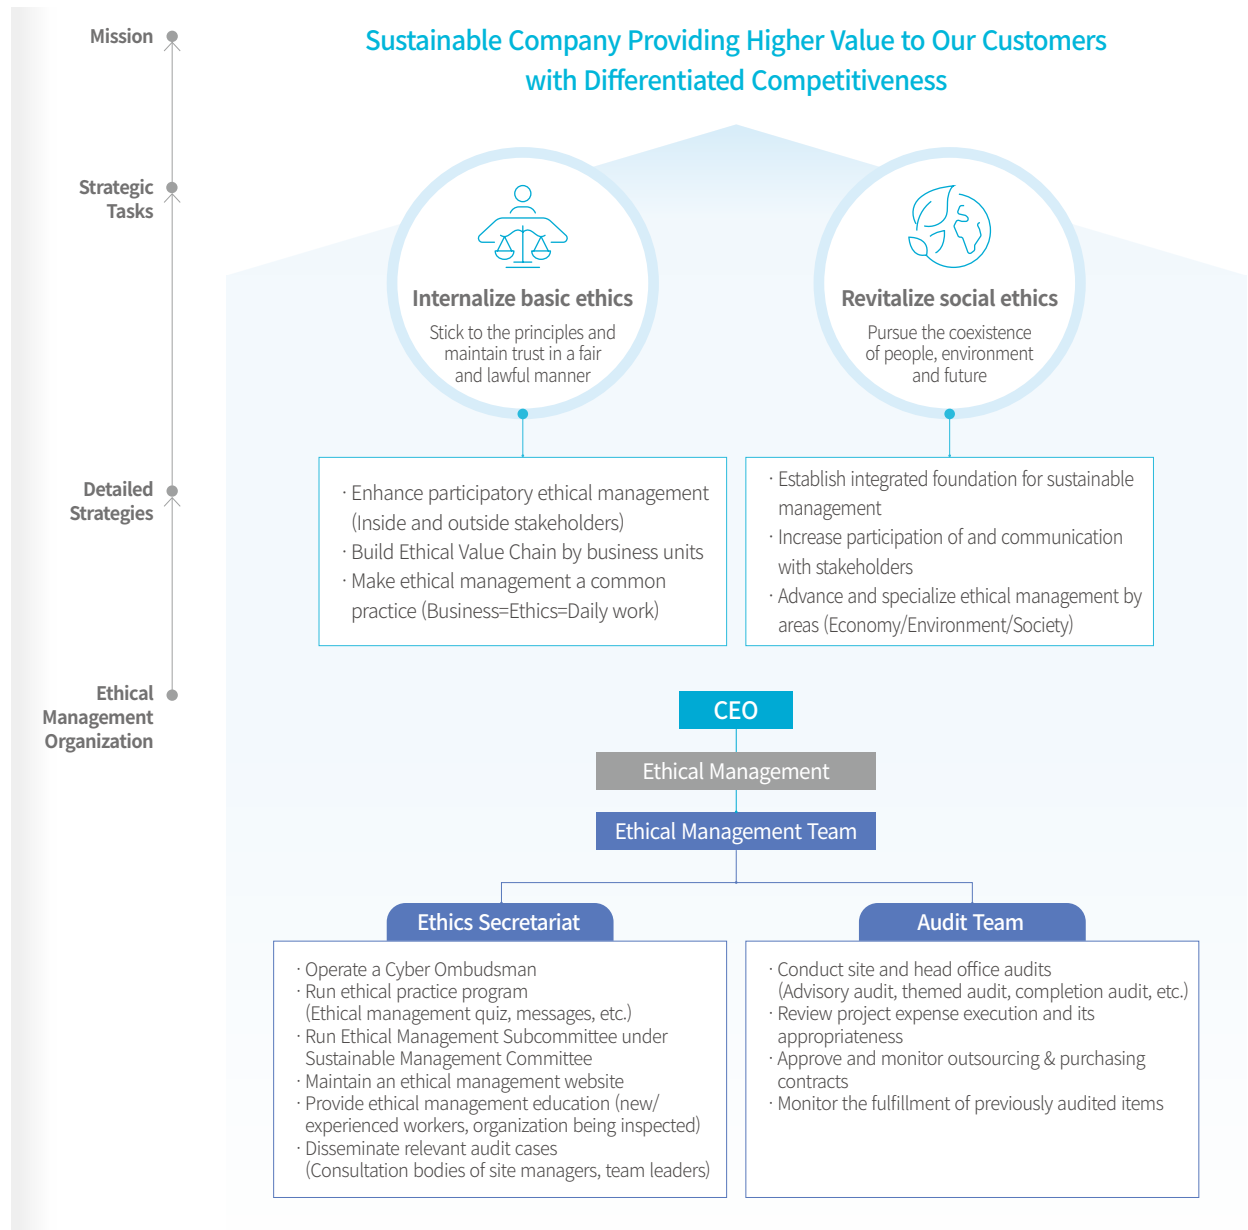 Mission
Sustainable Company Providing Higher Value to Our Customers
with Differentiated Competitiveness
Strategic
Tasks
Internalize basic ethics
Stick to the principles and
maintain trust in a fair
and lawful manner
Revitalize social ethics
Pursue the coexistence
of people, environment
and future
Detailed
Strategies
· Enhance participatory ethical management
(Inside and outside stakeholders)
· Build Ethical Value Chain by business units
· Make ethical management a common
practice (Business=Ethics=Daily work)
· Establish integrated foundation for sustainable
management
· Increase participation of and communication
with stakeholders
· Advance and specialize ethical management by
areas (Economy/Environment/Society)
Ethical
Management
Organization
CEO
Ethical Management
Ethical Management Team
Ethics Secretariat
· Operate a Cyber Ombudsman
· Run ethical practice program
(Ethical management quiz, messages, etc.)
· Run Ethical Management Subcommittee under
Sustainable Management Committee
· Maintain an ethical management website
· Provide ethical management education (new/
experienced workers, organization being inspected)
· Disseminate relevant audit cases
(Consultation bodies of site managers, team leaders)
Audit Team
· Conduct site and head office audits
(Advisory audit, themed audit, completion audit, etc.)
· Review project expense execution and its
appropriateness
· Approve and monitor outsourcing & purchasing
contracts
· Monitor the fulfillment of previously audited items